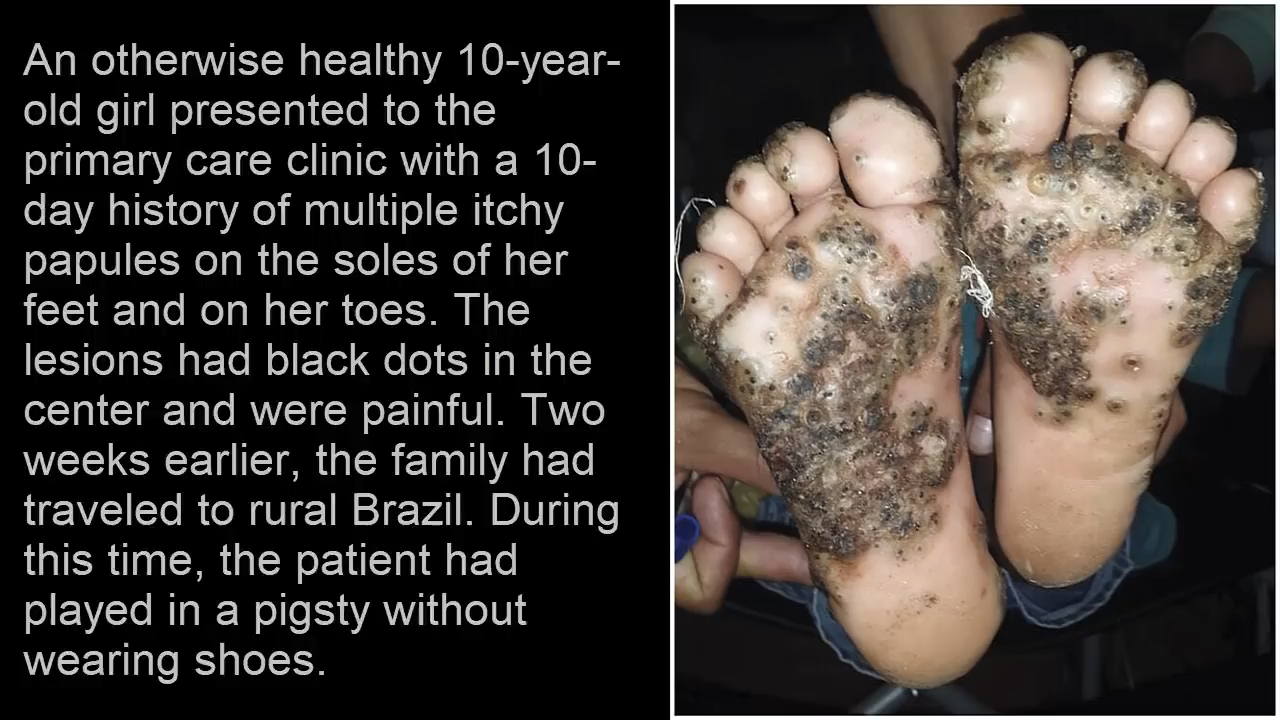 An otherwise healthy 10-year-
old girl presented to the
primary care clinic with a 10-
day history of multiple itchy
papules on the soles of her
feet and on her toes. The
lesions had black dots in the
center and were painful. Two
weeks earlier, the family had
traveled to rural Brazil. During
this time, the patient had
played in a pigsty without
wearing shoes.